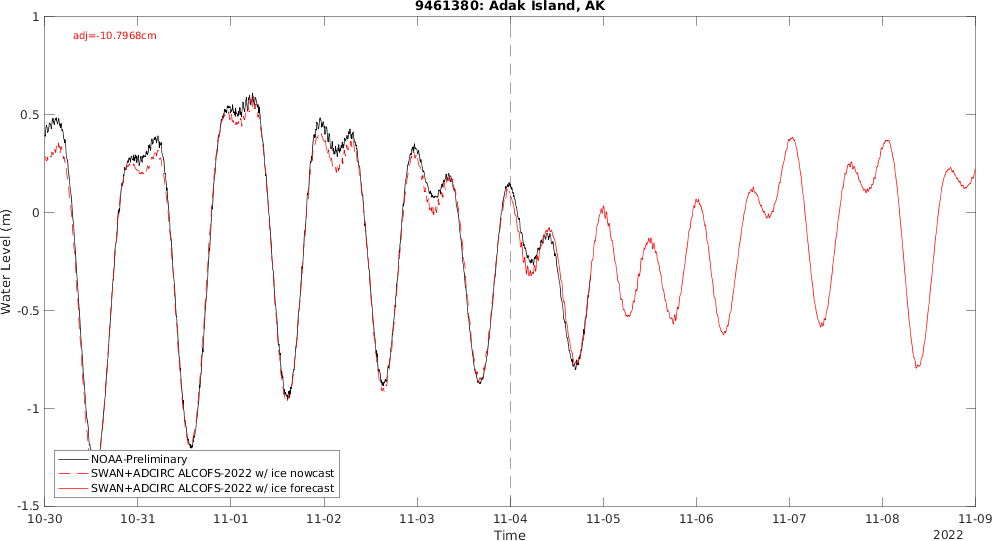 9461380: Adak Island, AK
1
adj=-10.7968cm
0.5
0
-0.5
-1
-1.5
Water Level (m)
NOAA-Preliminary
SWAN+ADCIRC ALCOFS-2022 w/ ice nowcast
SWAN+ADCIRC ALCOFS-2022 w/ ice forecast
10-30 10-31 11-01 11-02 11-03 11-04 11-05 11-06 11-07 11-08 11-09
Time
2022